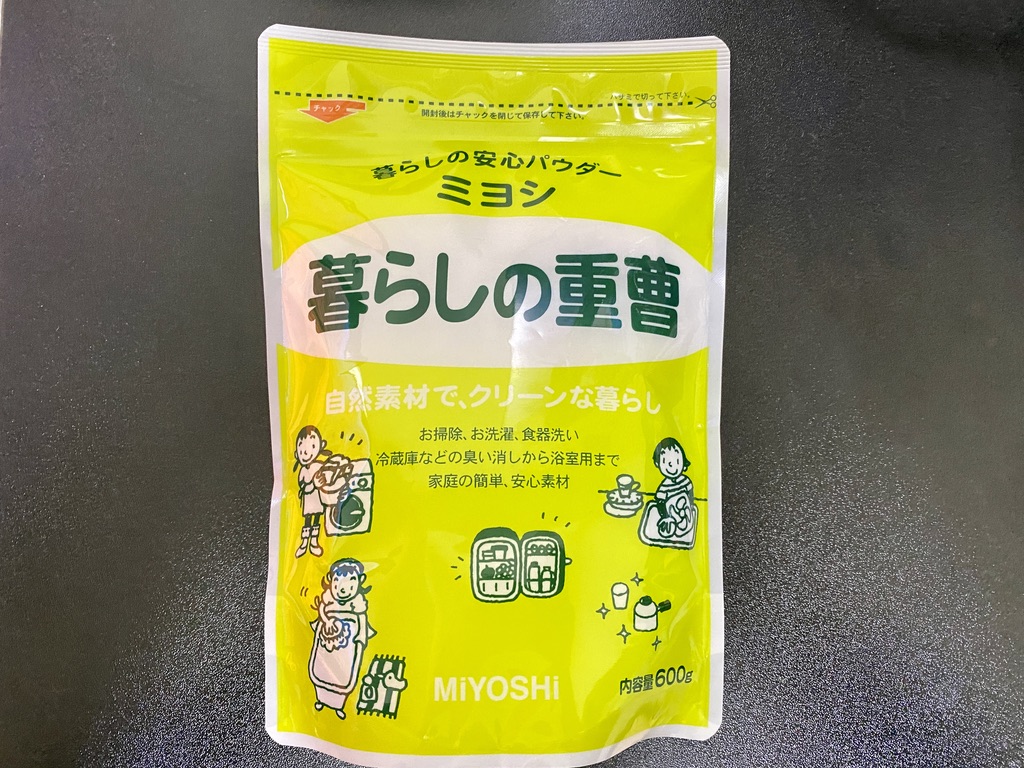 ハサミで切って下さい。
チャック
開封後はチャックを閉じて保存して下さい。
暮らしの安心パウダー
ミヨシ
暮らしの重曹
自然素材で、クリーンな暮らし
お掃除、お洗濯、食器洗い
冷蔵庫などの臭い消しから浴室用まで
家庭の簡単、安心素材
MiYOSHi
内容量600g